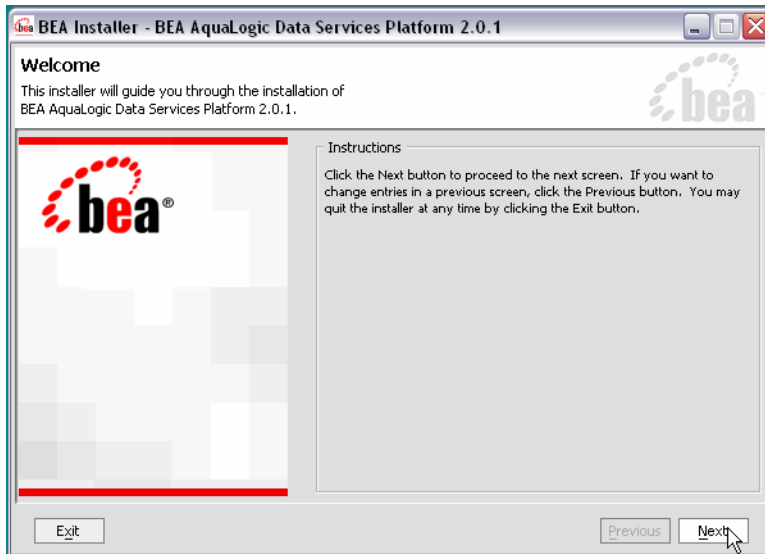 bea BEA Installer - BEA AquaLogic Data Services Platform 2.0.1
Welcome
This installer will guide you through the installation of
BEA AquaLogic Data Services Platform 2.0.1.
bea
bea®
Instructions
Click the Next button to proceed to the next screen. If you want to
change entries in a previous screen, click the Previous button. You may
quit the installer at any time by clicking the Exit button.
Exit
Previous
Next